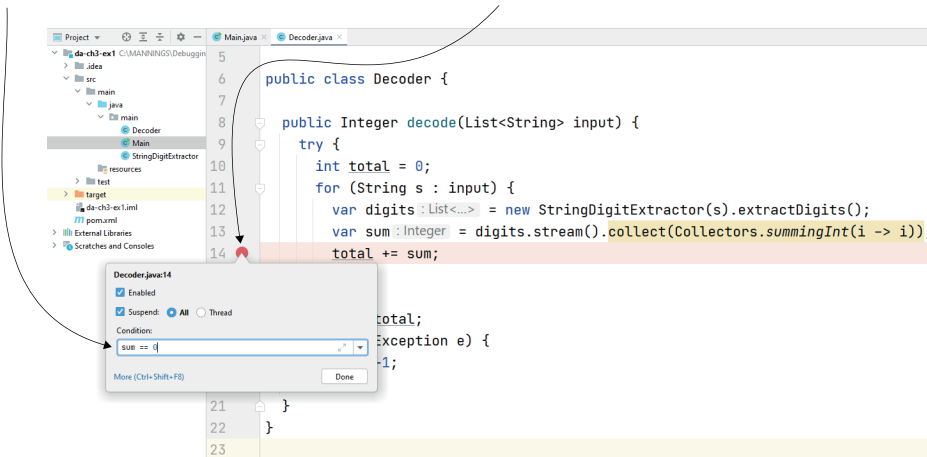 Project
Main.java
Decoder.java
da-ch3-ex1 C:\MANNINGS\Debuggin
.idea
src
main
java
main
Decoder
Main
StringDigitExtractor
resources
test
target
da-ch3-ex1.iml
pom.xml
External Libraries
Scratches and Consoles
5
6 public class Decoder {
7
8 public Integer decode(List<String> input) {
9 try {
10 int total = 0;
11 for (String s : input) {
12 var digits : List<...> = new StringDigitExtractor(s).extractDigits();
13 var sum : Integer = digits.stream().collect(Collectors.summingInt(i -> i))
14 total += sum;
total;
Exception e) {
1;
21 }
22 }
23
Decoder.java:14
Enabled
Suspend: All Thread
Condition:
sum == 0
More (Ctrl+Shift+F8)
Done